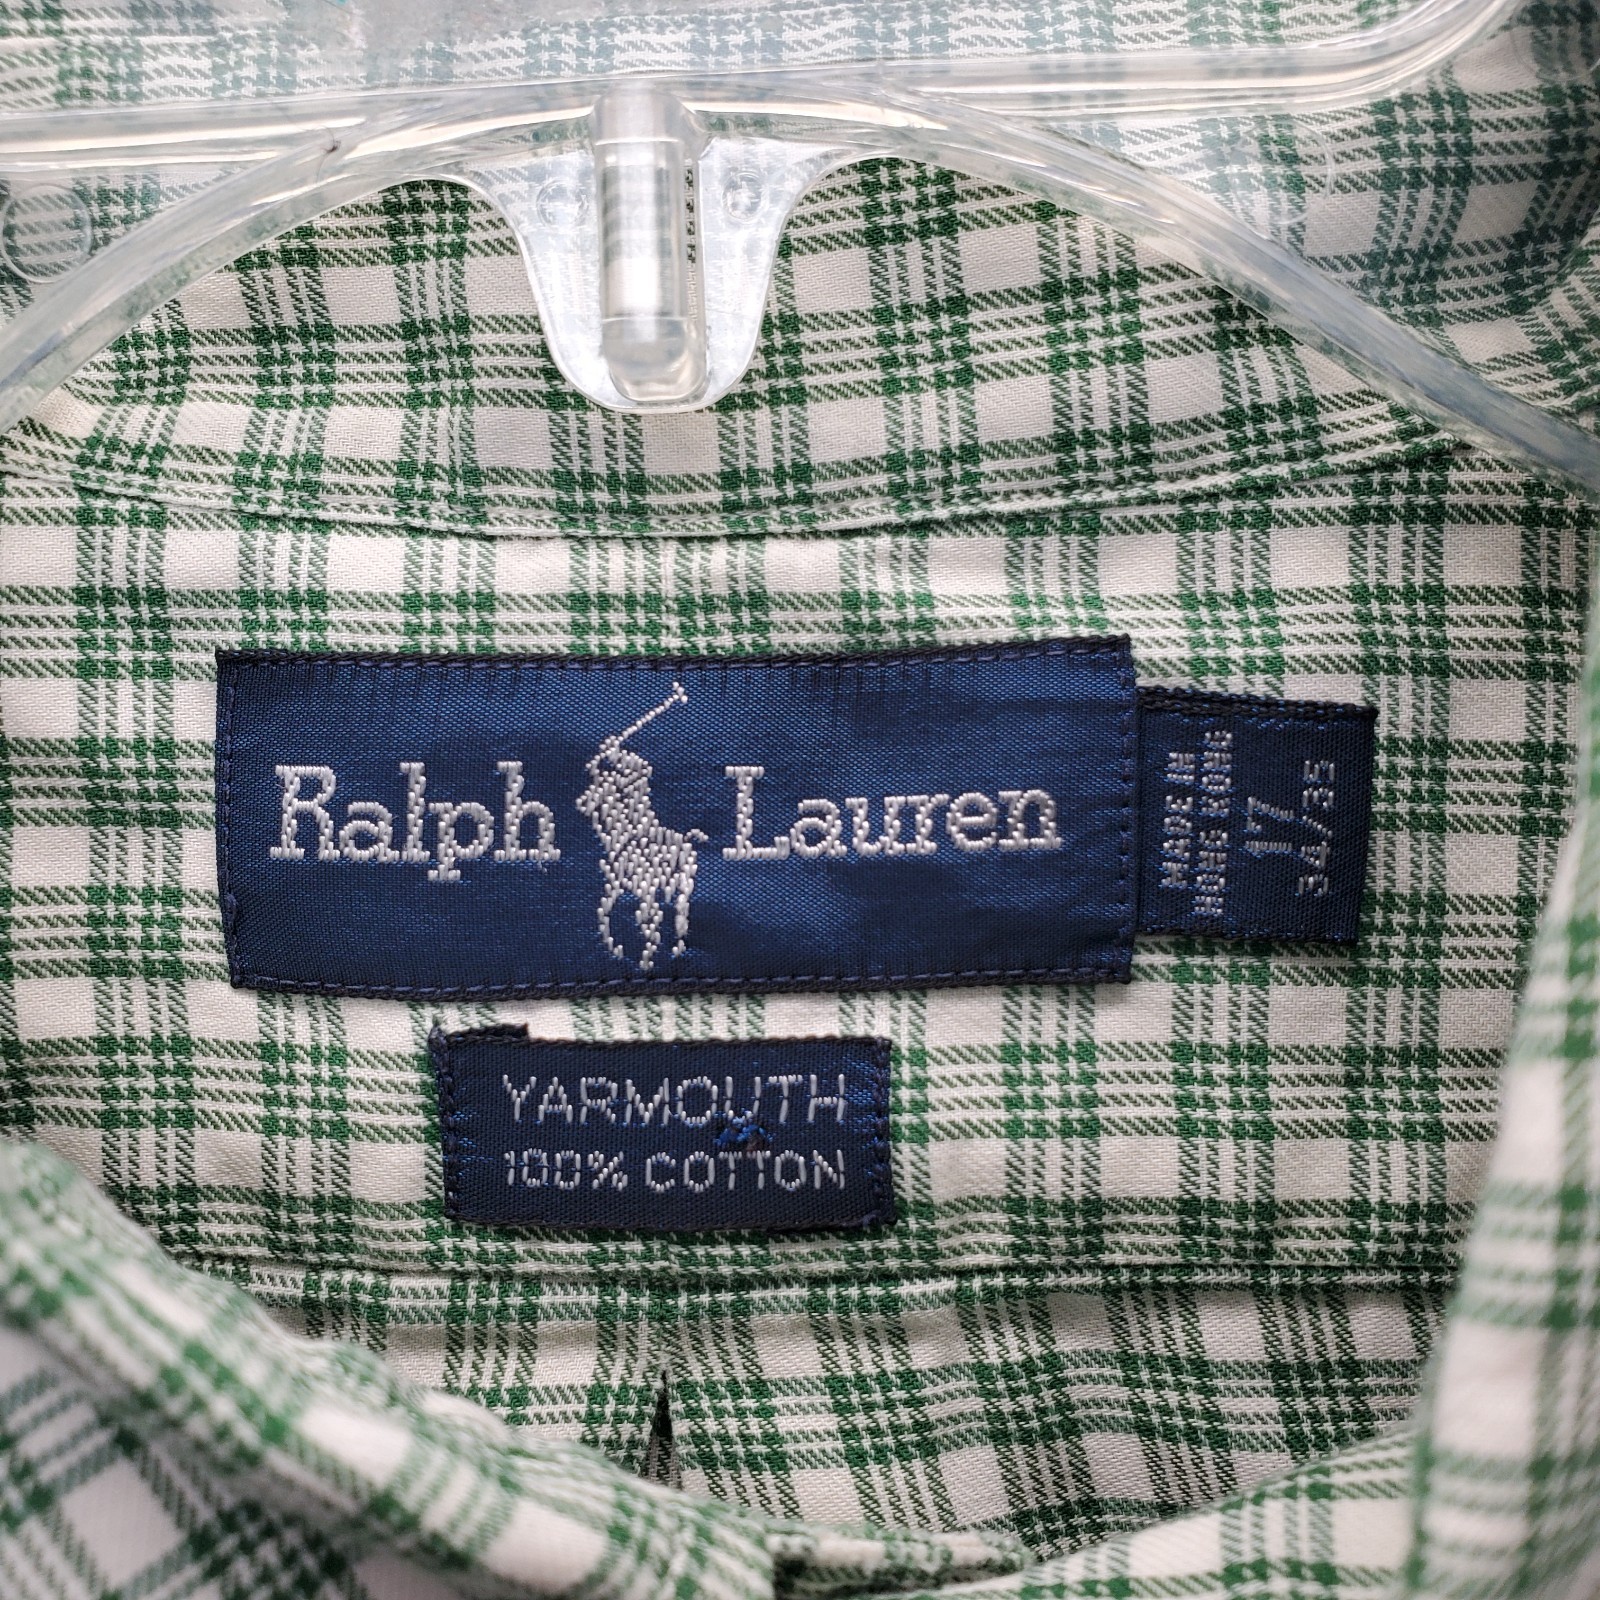 Ralph Lauren
MADE IN
HONG KONG
17
34/35
YARMOUTH
100% COTTON